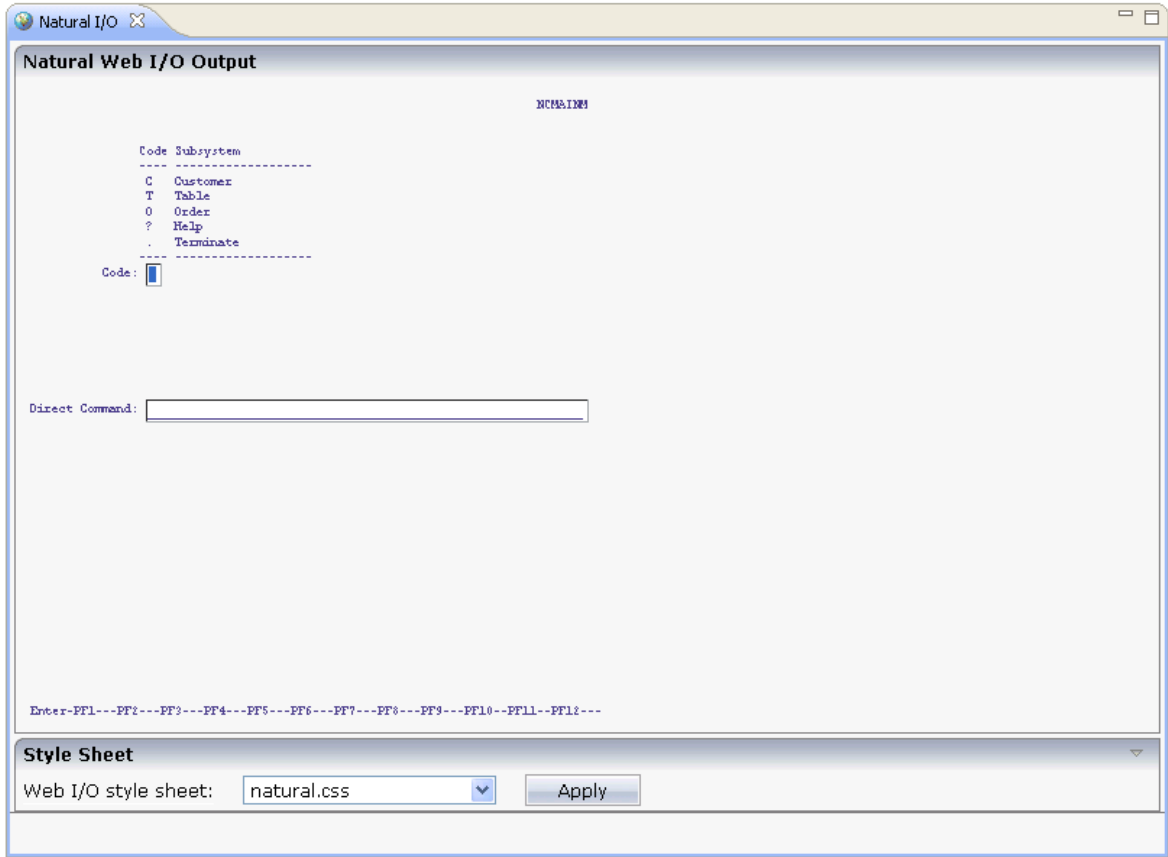 Natural I/O
Natural Web I/O Output
NCMAINM
Code Subsystem
---- -------------------
C Customer
T Table
O Order
? Help
. Terminate
---- -------------------
Code:
Direct Command:
Enter-PF1---PF2---PF3---PF4---PF5---PF6---PF7---PF8---PF9---PF10--PF11--PF12---
Style Sheet
Web I/O style sheet: natural.css Apply